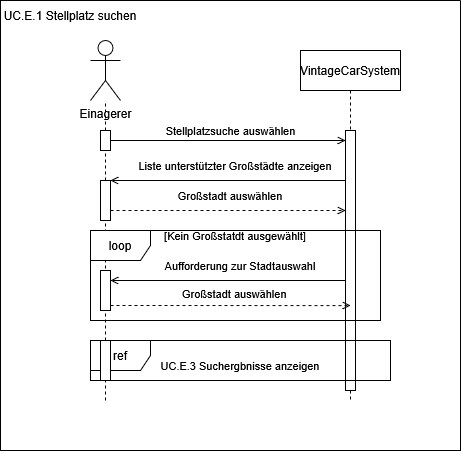 UC.E.1 Stellplatz suchen
VintageCarSystem
Einagerer
Stellplatzsuche auswählen
Liste unterstützter Großstädte anzeigen
Großstadt auswählen
loop
[Kein Großstatdt ausgewählt]
Aufforderung zur Stadtauswahl
Großstadt auswählen
ref
UC.E.3 Suchergbnisse anzeigen